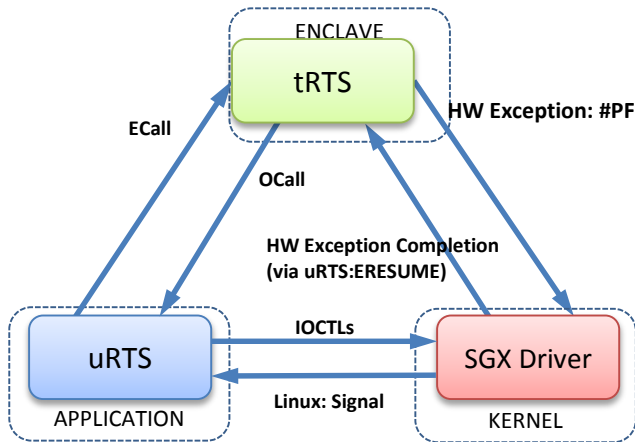 ENCLAVE
tRTS
HW Exception: #PF
ECall
OCall
HW Exception Completion
(via uRTS:ERESUME)
IOCTLs
uRTS
SGX Driver
Linux: Signal
APPLICATION
KERNEL